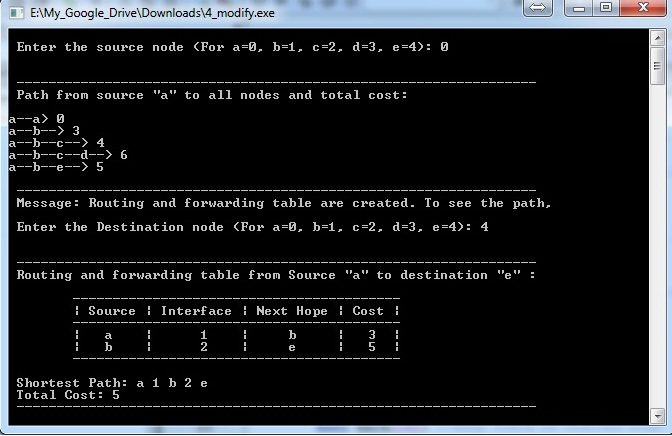 E:\My_Google_Drive\Downloads\4_modify.exe
Enter the source node (For a=0, b=1, c=2, d=3, e=4): 0
Path from source "a" to all nodes and total cost:
a--a> 0
a--b--> 3
a--b--c--> 4
a--b--c--d--> 6
a--b--e--> 5
Message: Routing and forwarding table are created. To see the path,
Enter the Destination node (For a=0, b=1, c=2, d=3, e=4): 4
Routing and forwarding table from Source "a" to destination "e" :
| Source | Interface | Next Hope | Cost |
| a | 1 | b | 3 |
| b | 2 | e | 5 |
Shortest Path: a 1 b 2 e
Total Cost: 5